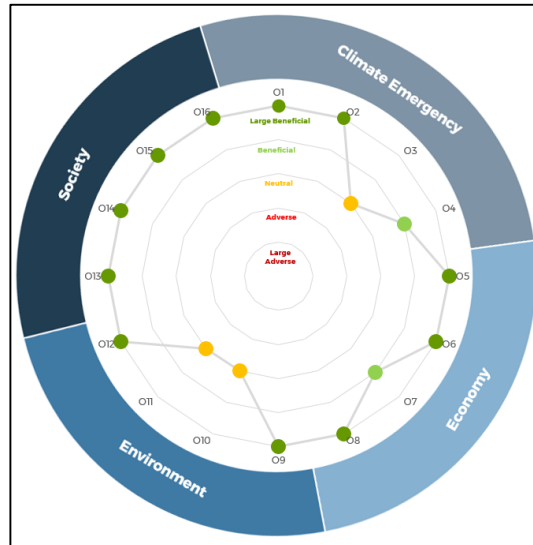 Climate Emergency
Economy
Environment
Society
O1
O2
O3
O4
O5
O6
O7
O8
O9
O10
O11
O12
O13
O14
O15
O16
Large Beneficial
Beneficial
Neutral
Adverse
Large
Adverse